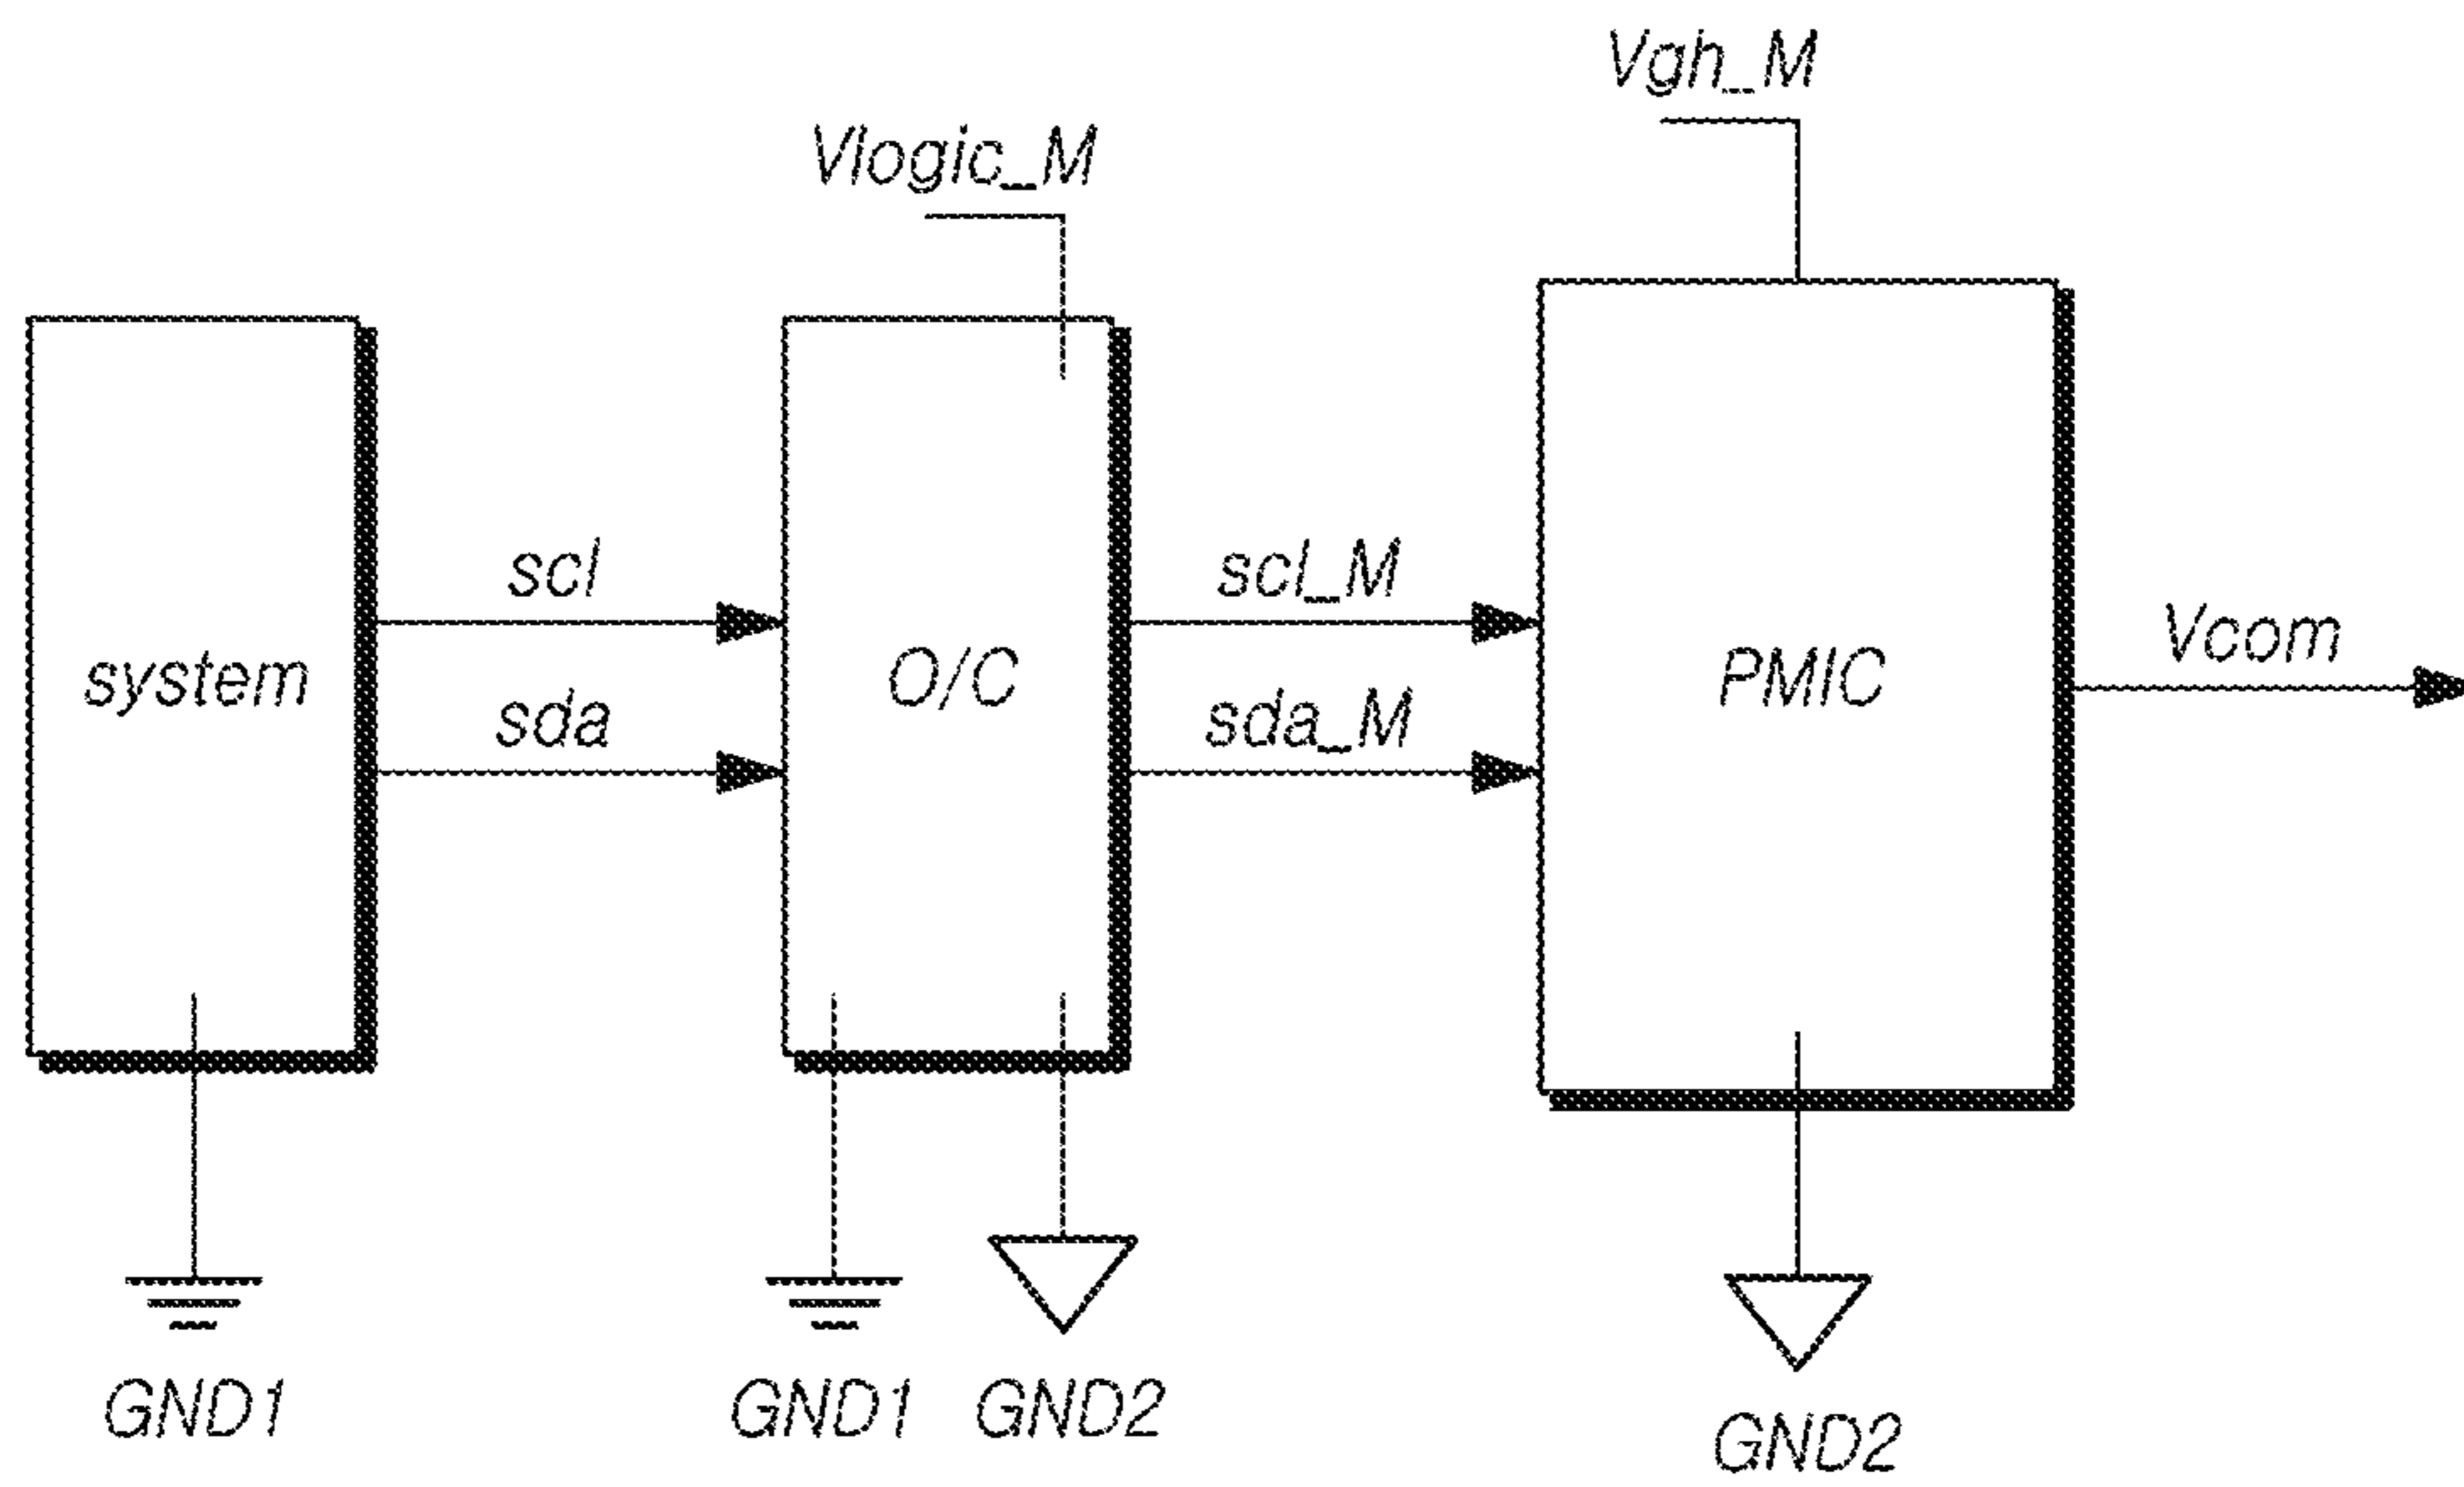 Vgh_M
Vlogic_M
scl
scl_M
Vcom
system
O/C
PMIC
sda
sda_M
GND1
GND1
GND2
GND2